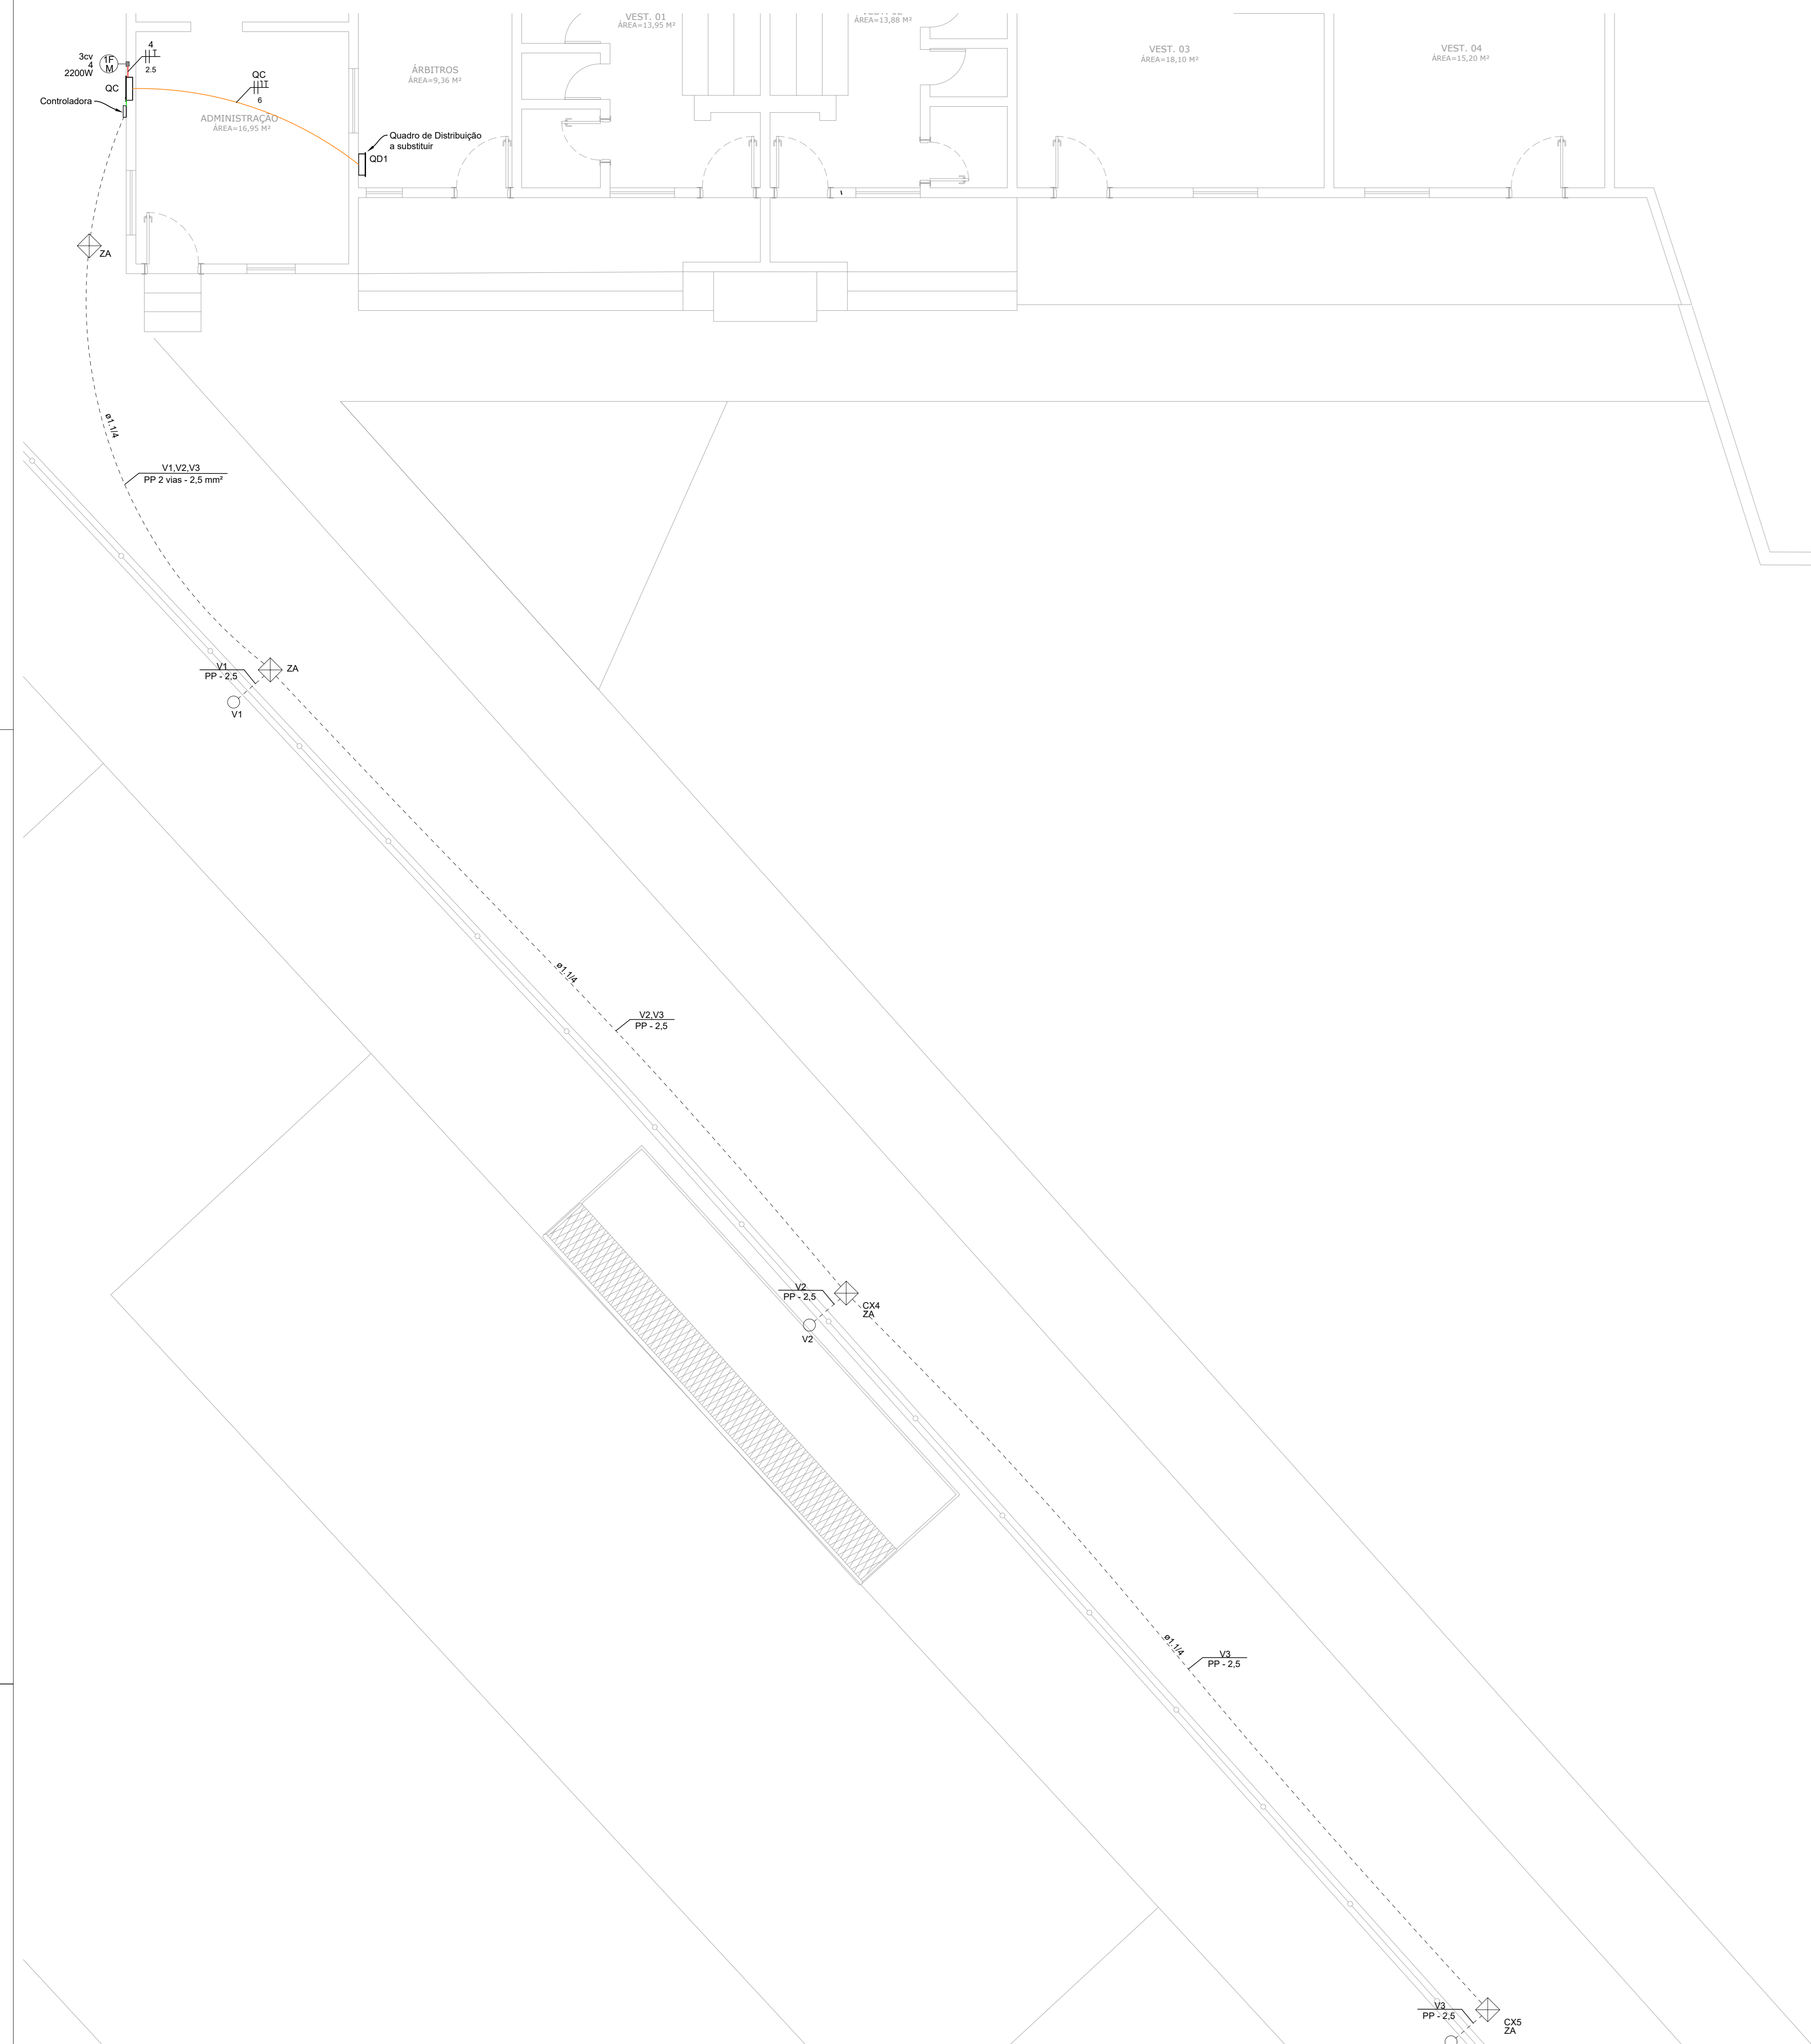 VEST. 01
ÁREA=13,95 M²
ÁREA=13,88 M²
VEST. 03
ÁREA=18,10 M²
VEST. 04
ÁREA=15,20 M²
ÁRBITROS
ÁREA=9,36 M²
3cv
4
2200W
1F
M
4
T
2.5
QC
QC
1T
6
Controladora
ADMINISTRAÇÃO
ÁREA=16,95 M²
Quadro de Distribuição
a substituir
QD1
ZA
ø1.1/4
V1,V2,V3
PP 2 vias - 2,5 mm²
V1
PP - 2,5
ZA
V1
ø1.1/4
V2,V3
PP - 2,5
V2
PP - 2,5
CX4
ZA
V2
ø1.1/4
V3
PP - 2,5
V3
PP - 2,5
CX5
ZA